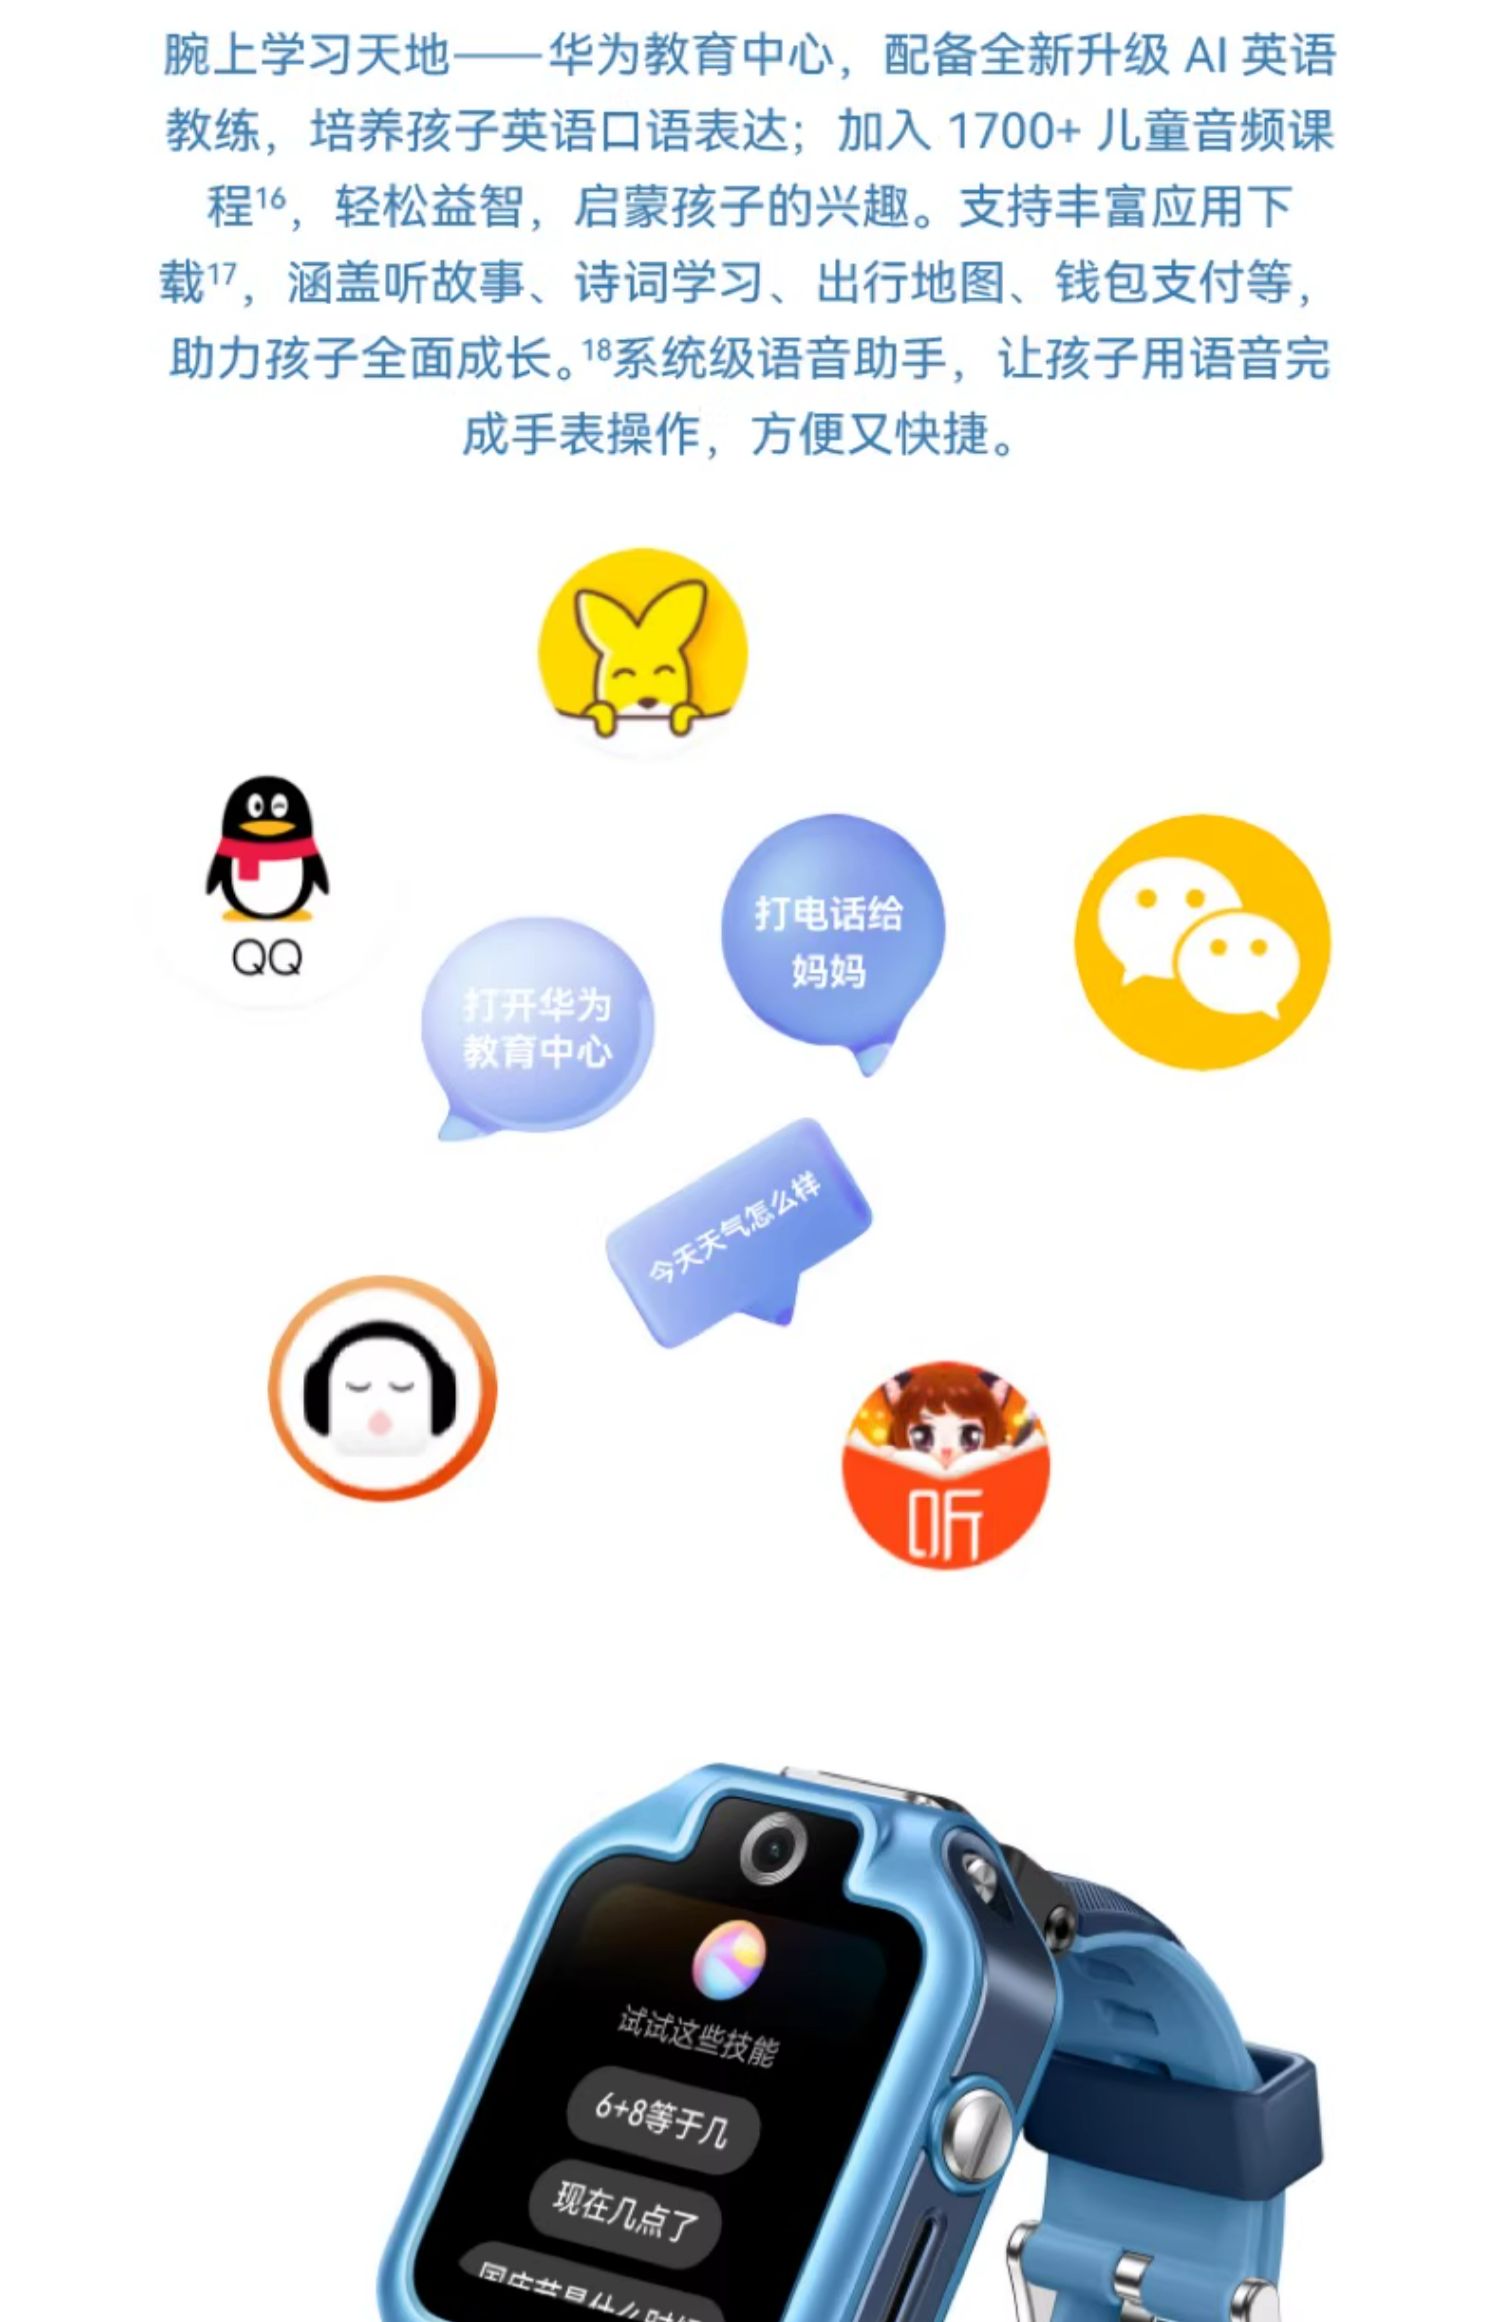 腕上学习天地——华为教育中心，配备全新升级 AI 英语
教练，培养孩子英语口语表达；加入 1700+ 儿童音频课
程16，轻松益智，启蒙孩子的兴趣。支持丰富应用下
载17，涵盖听故事、诗词学习、出行地图、钱包支付等，
助力孩子全面成长。18系统级语音助手，让孩子用语音完
成手表操作，方便又快捷。
QQ
打电话给
妈妈
打开华为
教育中心
今天天气怎么样
听
试试这些技能
6+8等于几
现在几点了